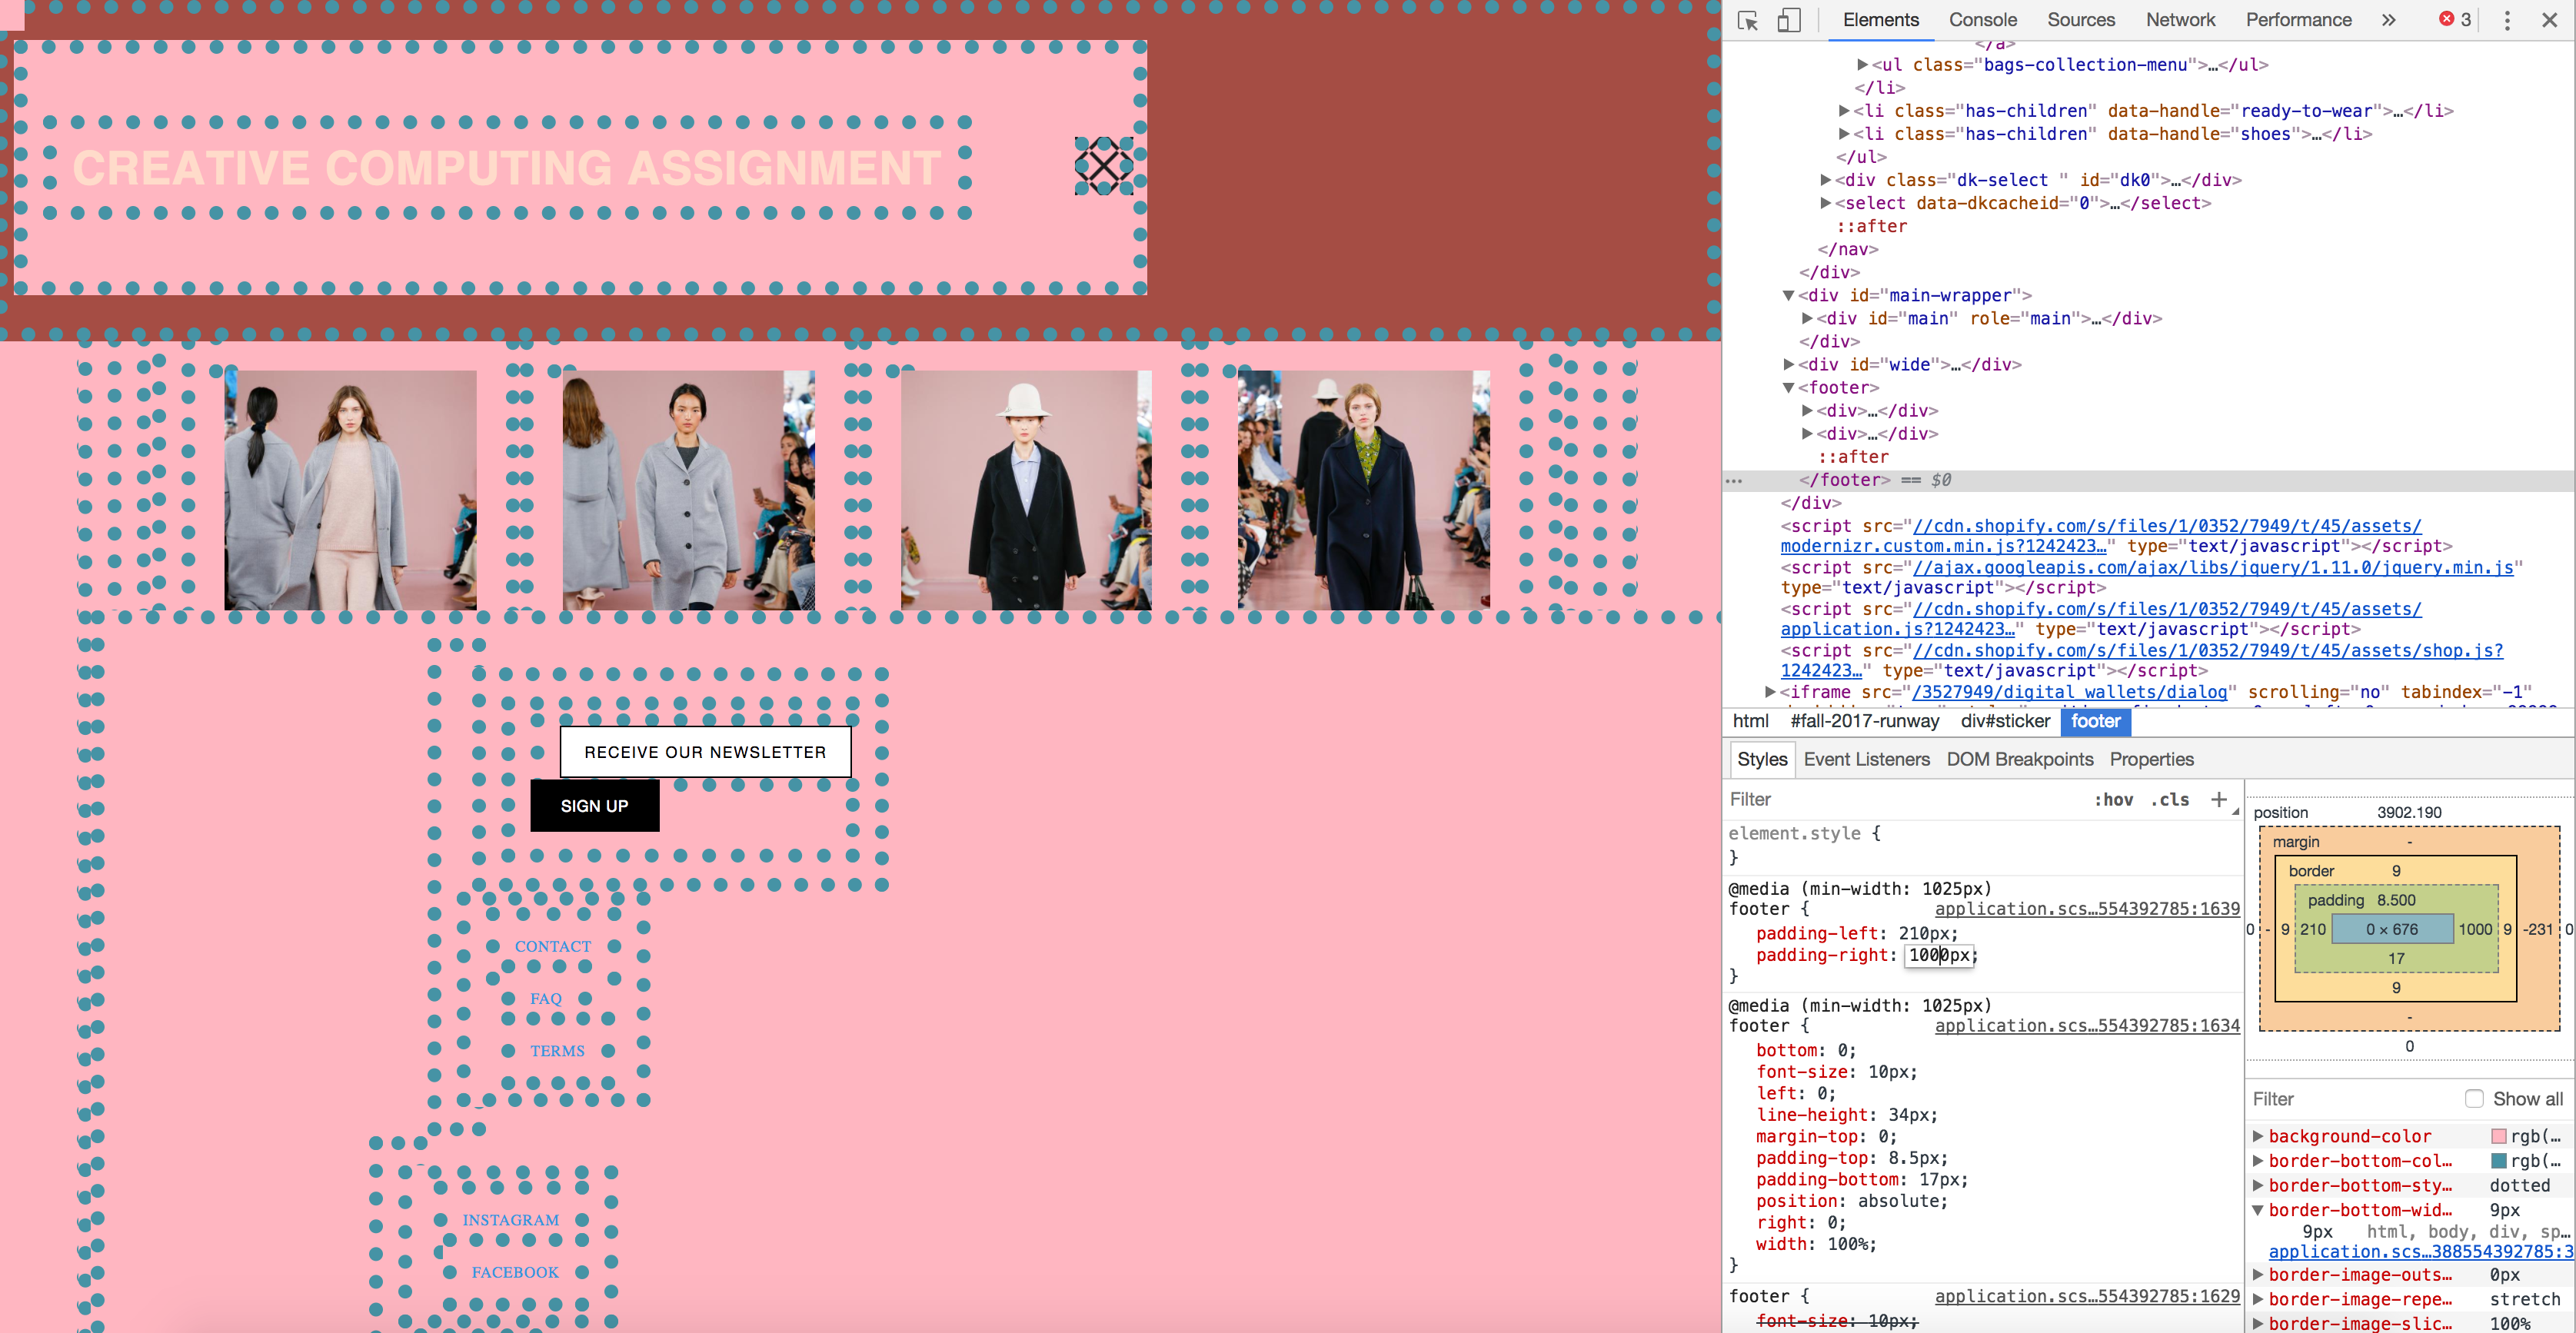 CREATIVE COMPUTING ASSIGNMENT
RECEIVE OUR NEWSLETTER
SIGN UP
CONTACT
FAQ
TERMS
INSTAGRAM
FACEBOOK
Elements Console Sources Network Performance » 3
</a>
<ul class="bags-collection-menu">…</ul>
</li>
<li class="has-children" data-handle="ready-to-wear">…</li>
<li class="has-children" data-handle="shoes">…</li>
</ul>
<div class="dk-select " id="dk0">…</div>
<select data-dkcacheid="0">…</select>
::after
</nav>
</div>
<div id="main-wrapper">
<div id="main" role="main">…</div>
</div>
<div id="wide">…</div>
<footer>
<div>…</div>
<div>…</div>
::after
</footer> == $0
</div>
<script src="//cdn.shopify.com/s/files/1/0352/7949/t/45/assets/
modernizr.custom.min.js?1242423…" type="text/javascript"></script>
<script src="//ajax.googleapis.com/ajax/libs/jquery/1.11.0/jquery.min.js"
type="text/javascript"></script>
<script src="//cdn.shopify.com/s/files/1/0352/7949/t/45/assets/
application.js?1242423…" type="text/javascript"></script>
<script src="//cdn.shopify.com/s/files/1/0352/7949/t/45/assets/shop.js?
1242423…" type="text/javascript"></script>
<iframe src="/3527949/digital_wallets/dialog" scrolling="no" tabindex="-1"
html #fall-2017-runway div#sticker footer
Styles Event Listeners DOM Breakpoints Properties
Filter :hov .cls +
element.style {
}
@media (min-width: 1025px)
footer { application.scs…554392785:1639
padding-left: 210px;
padding-right: 1000px;
}
@media (min-width: 1025px)
footer { application.scs…554392785:1634
bottom: 0;
font-size: 10px;
left: 0;
line-height: 34px;
margin-top: 0;
padding-top: 8.5px;
padding-bottom: 17px;
position: absolute;
right: 0;
width: 100%;
}
footer { application.scs…554392785:1629
font-size: 10px;
position 3902.190
margin -
border 9
padding 8.500
0 - 9 210 0 × 676 1000 9 -231 0
17
9
-
0
Filter Show all
background-color rgb(…
border-bottom-col… rgb(…
border-bottom-sty… dotted
border-bottom-wid… 9px
9px html, body, div, sp…
application.scs…388554392785:3
border-image-outs… 0px
border-image-repe… stretch
border-image-slic… 100%